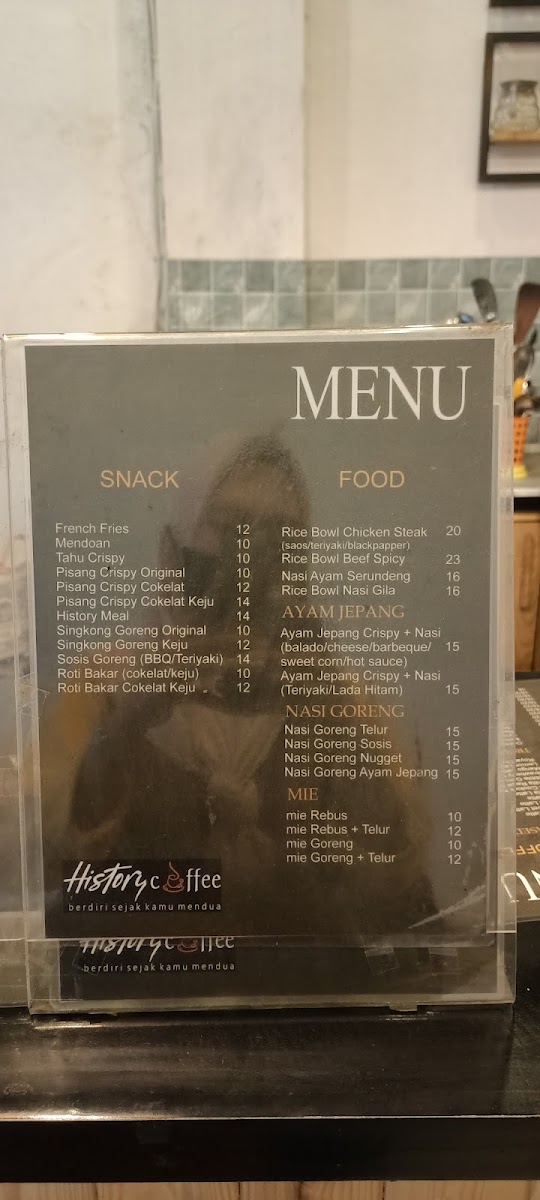 MENU
SNACK
French Fries 12
Mendoan 10
Tahu Crispy 10
Pisang Crispy Original 10
Pisang Crispy Cokelat 12
Pisang Crispy Cokelat Keju 14
History Meal 14
Singkong Goreng Original 10
Singkong Goreng Keju 12
Sosis Goreng (BBQ/Teriyaki) 14
Roti Bakar (cokelat/keju) 10
Roti Bakar Cokelat Keju 12
FOOD
Rice Bowl Chicken Steak 20
(saos/teriyaki/blackpapper)
Rice Bowl Beef Spicy 23
Nasi Ayam Serundeng 16
Rice Bowl Nasi Gila 16
AYAM JEPANG
Ayam Jepang Crispy + Nasi
(balado/cheese/barbeque/ 15
sweet corn/hot sauce)
Ayam Jepang Crispy + Nasi
(Teriyaki/Lada Hitam) 15
NASI GORENG
Nasi Goreng Telur 15
Nasi Goreng Sosis 15
Nasi Goreng Nugget 15
Nasi Goreng Ayam Jepang 15
MIE
mie Rebus 10
mie Rebus + Telur 12
mie Goreng 10
mie Goreng + Telur 12
History coffee
berdiri sejak kamu mendua
History coffee
berdiri sejak kamu mendua